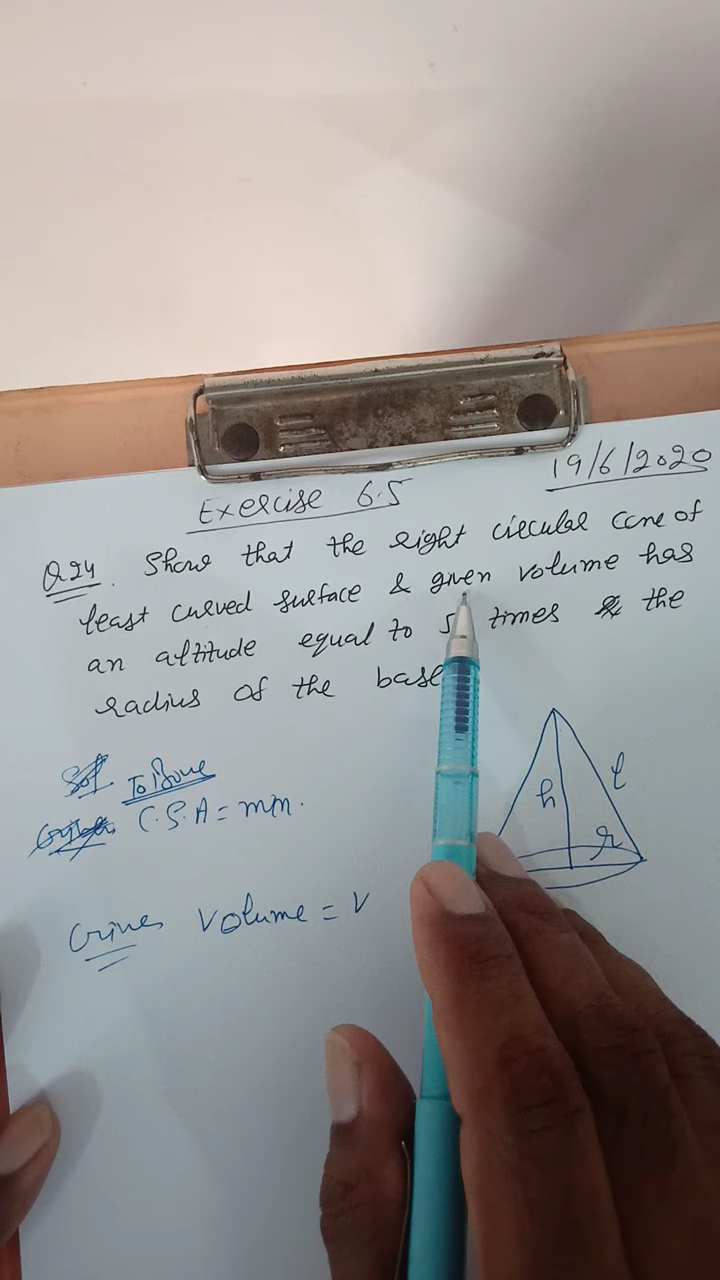 Exercise 6.5
19/6/2020
Q24. Show that the right circular cone of
least curved surface & given volume has
an altitude equal to times the
radius of the base
To Prove
C.S.A = min.
Given Volume = V
h
l
r